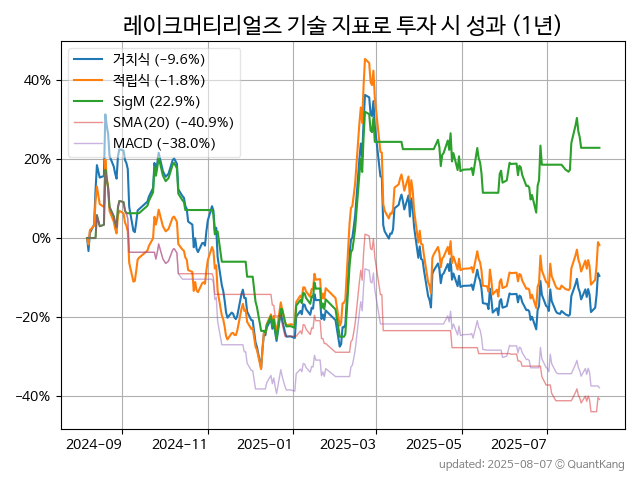 레이크머티리얼즈 기술 지표로 투자 시 성과 (1년)
거치식 (−9.6%)
적립식 (−1.8%)
SigM (22.9%)
SMA(20) (−40.9%)
MACD (−38.0%)
40%
20%
0%
−20%
−40%
2024-09 2024-11 2025-01 2025-03 2025-05 2025-07
updated: 2025-08-07 © QuantKang